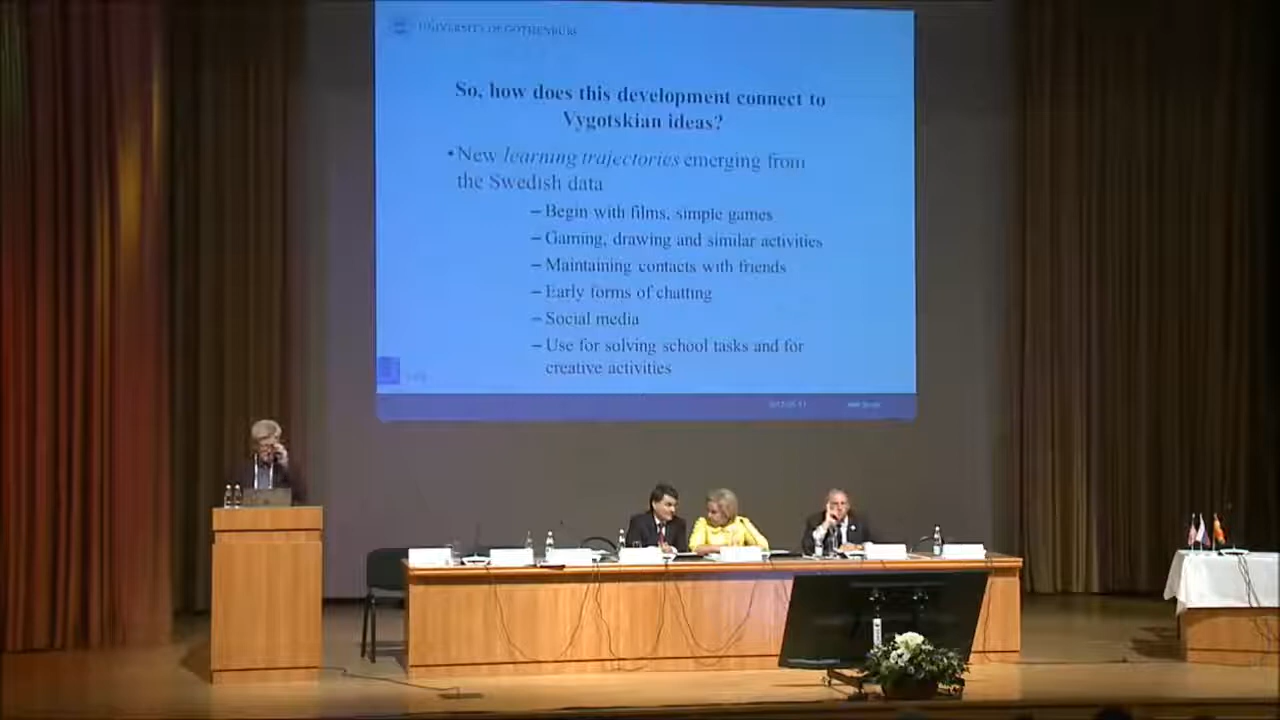 UNIVERSITY OF GOTHENBURG
So, how does this development connect to
Vygotskian ideas?
• New learning trajectories emerging from
the Swedish data
– Begin with films, simple games
– Gaming, drawing and similar activities
– Maintaining contacts with friends
– Early forms of chatting
– Social media
– Use for solving school tasks and for
creative activities